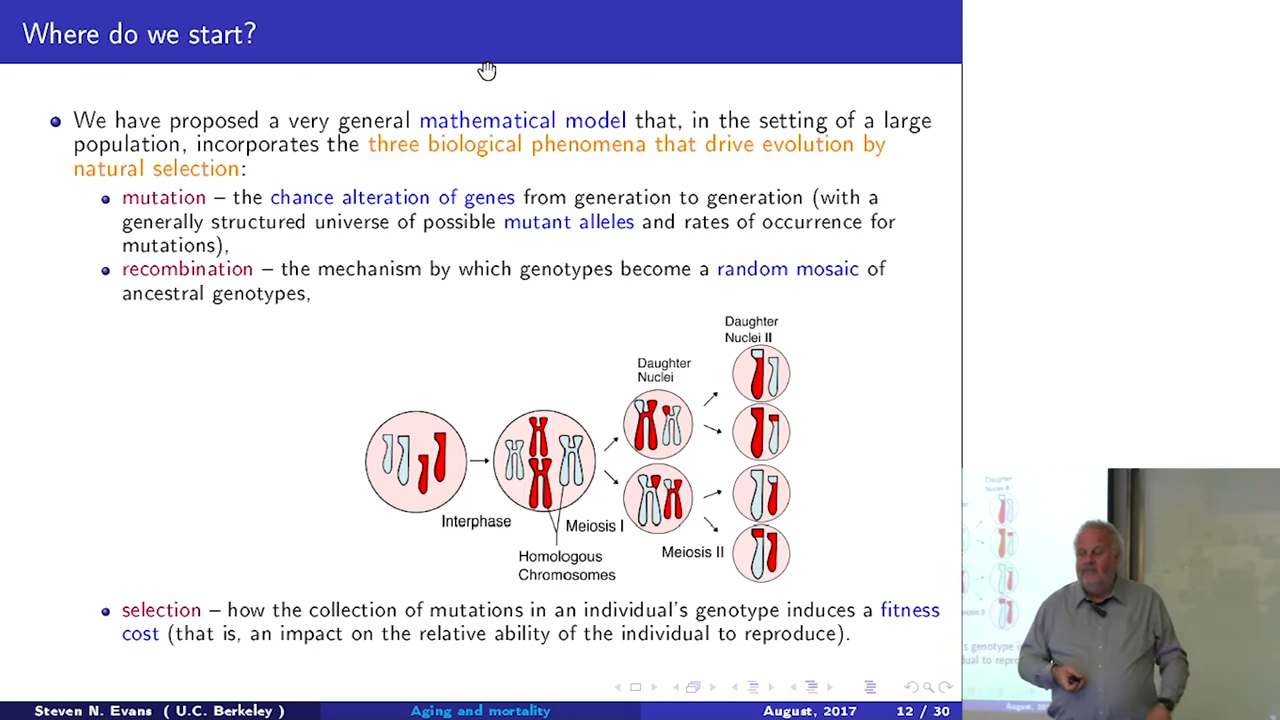 Where do we start?
We have proposed a very general mathematical model that, in the setting of a large
population, incorporates the three biological phenomena that drive evolution by
natural selection:
mutation – the chance alteration of genes from generation to generation (with a
generally structured universe of possible mutant alleles and rates of occurrence for
mutations),
recombination – the mechanism by which genotypes become a random mosaic of
ancestral genotypes,
Daughter
Nuclei II
Daughter
Nuclei
Interphase
Meiosis I
Homologous
Chromosomes
Meiosis II
selection – how the collection of mutations in an individual's genotype induces a fitness
cost (that is, an impact on the relative ability of the individual to reproduce).
Steven N. Evans ( U.C. Berkeley ) Aging and mortality August, 2017 12 / 30